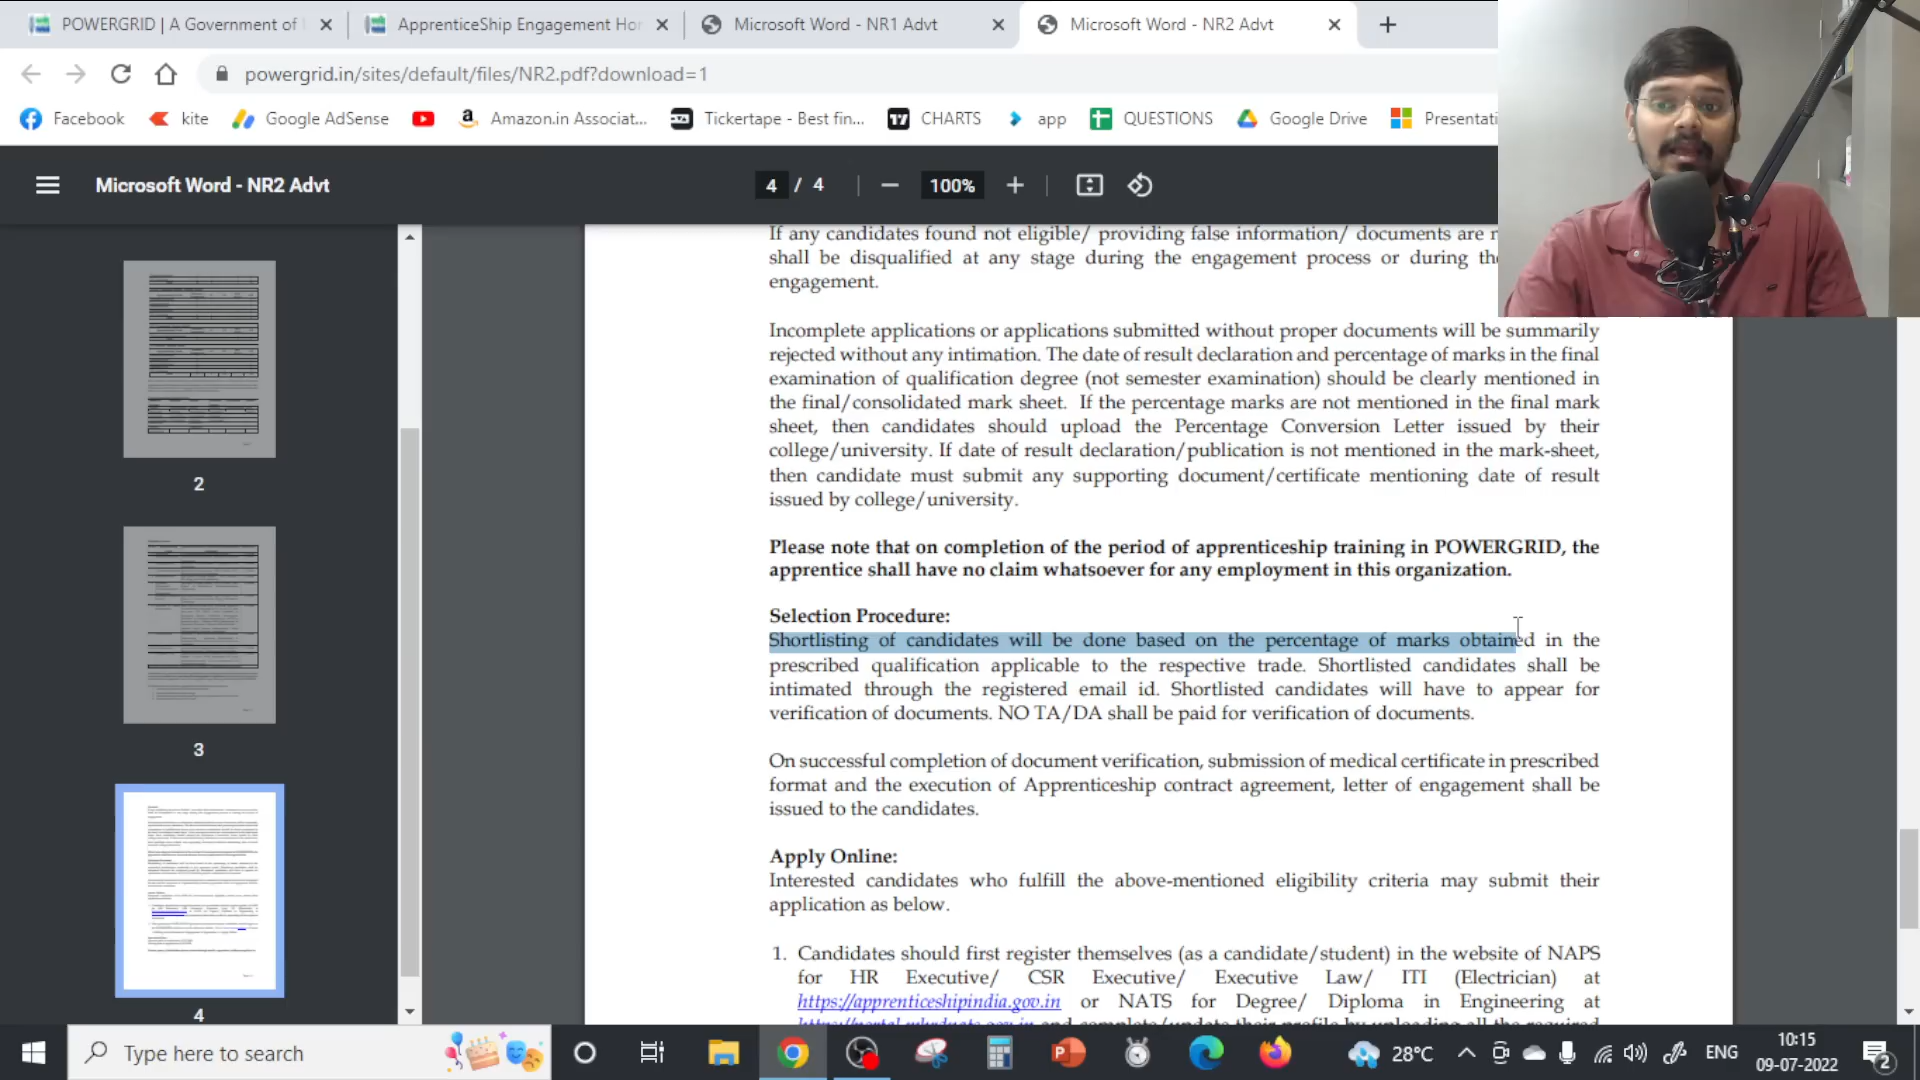 POWERGRID | A Government of
ApprenticeShip Engagement Hor
Microsoft Word - NR1 Advt
Microsoft Word - NR2 Advt
powergrid.in/sites/default/files/NR2.pdf?download=1
Facebook
kite
Google AdSense
Amazon.in Associat...
Tickertape - Best fin...
CHARTS
app
QUESTIONS
Google Drive
Presentati
Microsoft Word - NR2 Advt
4 / 4
100%
2
3
4
If any candidates found not eligible/ providing false information/ documents are
shall be disqualified at any stage during the engagement process or during
engagement.
Incomplete applications or applications submitted without proper documents will be summarily
rejected without any intimation. The date of result declaration and percentage of marks in the final
examination of qualification degree (not semester examination) should be clearly mentioned in
the final/consolidated mark sheet. If the percentage marks are not mentioned in the final mark
sheet, then candidates should upload the Percentage Conversion Letter issued by their
college/university. If date of result declaration/publication is not mentioned in the mark-sheet,
then candidate must submit any supporting document/certificate mentioning date of result
issued by college/university.
Please note that on completion of the period of apprenticeship training in POWERGRID, the
apprentice shall have no claim whatsoever for any employment in this organization.
Selection Procedure:
Shortlisting of candidates will be done based on the percentage of marks obtained in the
prescribed qualification applicable to the respective trade. Shortlisted candidates shall be
intimated through the registered email id. Shortlisted candidates will have to appear for
verification of documents. NO TA/DA shall be paid for verification of documents.
On successful completion of document verification, submission of medical certificate in prescribed
format and the execution of Apprenticeship contract agreement, letter of engagement shall be
issued to the candidates.
Apply Online:
Interested candidates who fulfill the above-mentioned eligibility criteria may submit their
application as below.
1. Candidates should first register themselves (as a candidate/student) in the website of NAPS
for HR Executive/ CSR Executive/ Executive Law/ ITI (Electrician) at
https://apprenticeshipindia.gov.in or NATS for Degree/ Diploma in Engineering at
Type here to search
28°C
ENG
10:15
09-07-2022
2